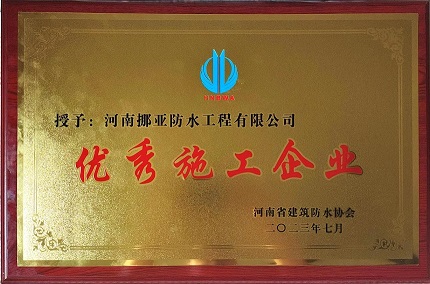 授予：河南挪亚防水工程有限公司
优秀施工企业
河南省建筑防水协会
二〇二三年七月